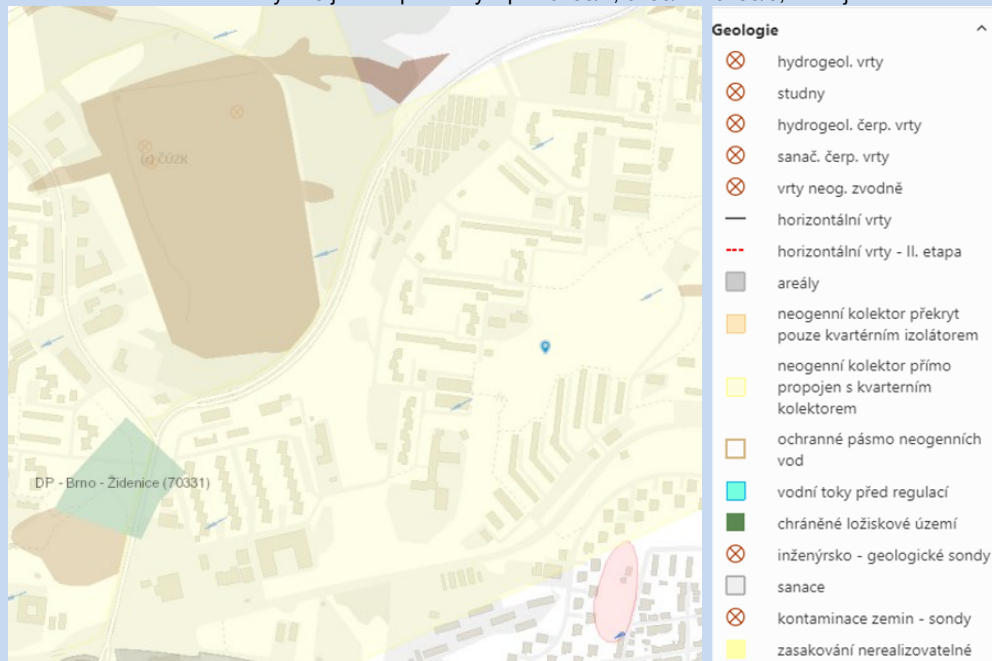 (c) ČÚZK
DP - Brno - Židenice (70331)
Geologie
hydrogeol. vrty
studny
hydrogeol. čerp. vrty
sanač. čerp. vrty
vrty neog. zvodně
horizontální vrty
horizontální vrty - II. etapa
areály
neogenní kolektor překryt
pouze kvartérním izolátorem
neogenní kolektor přímo
propojen s kvarterním
kolektorem
ochranné pásmo neogenních
vod
vodní toky před regulací
chráněné ložiskové území
inženýrsko - geologické sondy
sanace
kontaminace zemin - sondy
zasakování nerealizovatelné